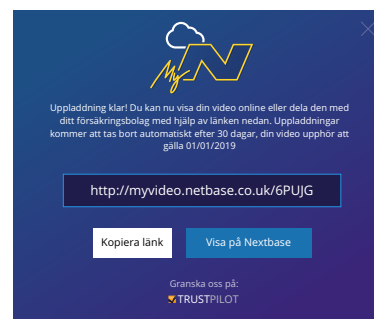 My N
Uppladdning klar! Du kan nu visa din video online eller dela den med
ditt försäkringsbolag med hjälp av länken nedan. Uppladdningar
kommer att tas bort automatiskt efter 30 dagar, din video upphör att
gälla 01/01/2019
http://myvideo.netbase.co.uk/6PUJG
Kopiera länk
Visa på Nextbase
Granska oss på:
TRUSTPILOT